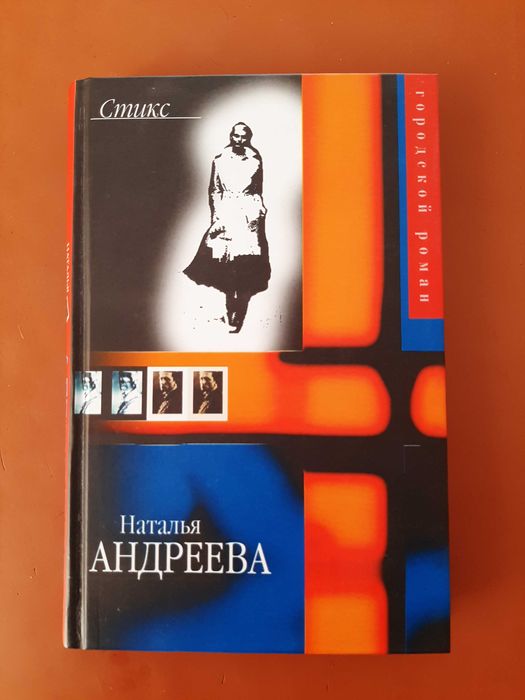 Стикс
городской роман
Наталья
АНДРЕЕВА